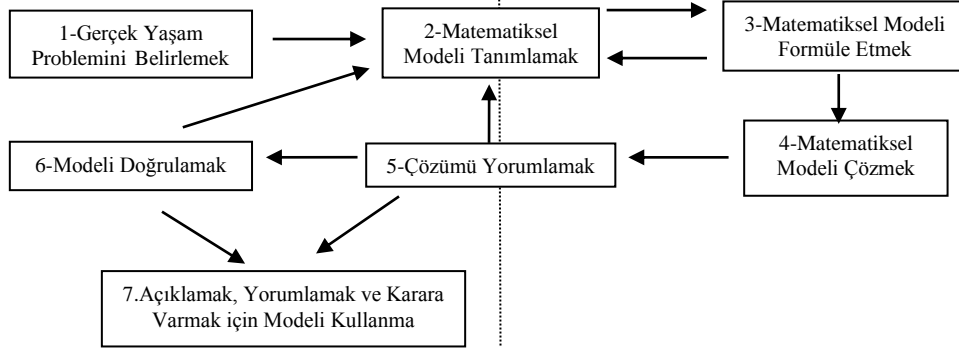 1-Gerçek Yaşam
Problemini Belirlemek
2-Matematiksel
Modeli Tanımlamak
3-Matematiksel Modeli
Formüle Etmek
6-Modeli Doğrulamak
5-Çözümü Yorumlamak
4-Matematiksel
Modeli Çözmek
7.Açıklamak, Yorumlamak ve Karara
Varmak için Modeli Kullanma